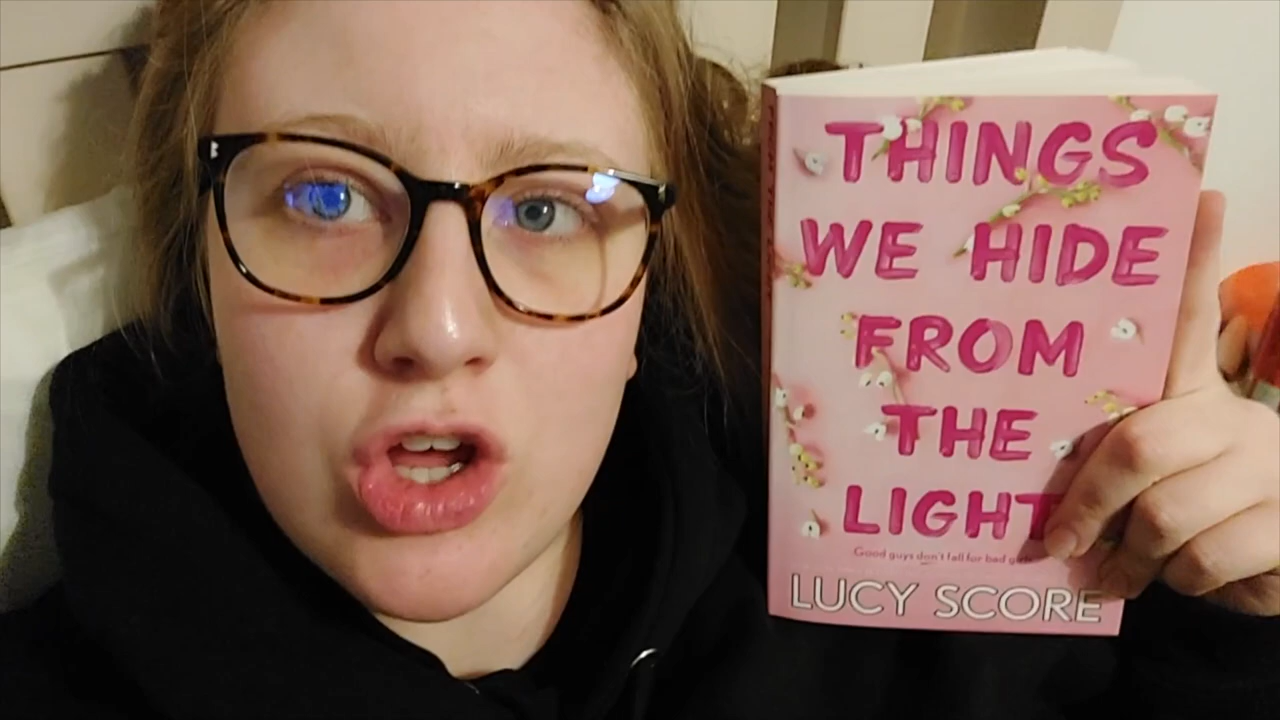 THINGS
WE HIDE
FROM
THE
LIGHT
Good guys don't fall for bad
LUCY SCORE